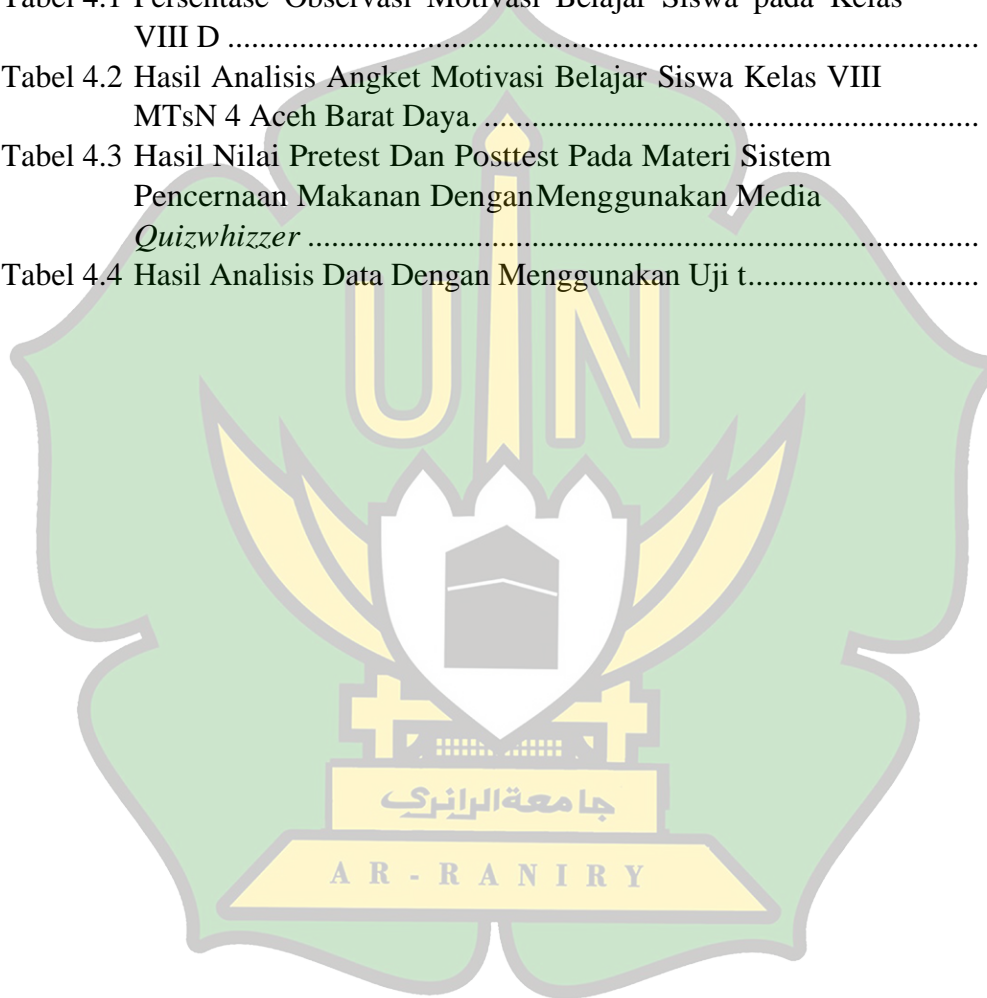 Tabel 4.1 Persentase Observasi Motivasi Belajar Siswa pada Kelas
VIII D ................................................................................................
Tabel 4.2 Hasil Analisis Angket Motivasi Belajar Siswa Kelas VIII
MTsN 4 Aceh Barat Daya. ..............................................................
Tabel 4.3 Hasil Nilai Pretest Dan Posttest Pada Materi Sistem
Pencernaan Makanan DenganMenggunakan Media
Quizwhizzer ....................................................................................
Tabel 4.4 Hasil Analisis Data Dengan Menggunakan Uji t.............................
UIN
جامعةالرانري
AR-RANIRY